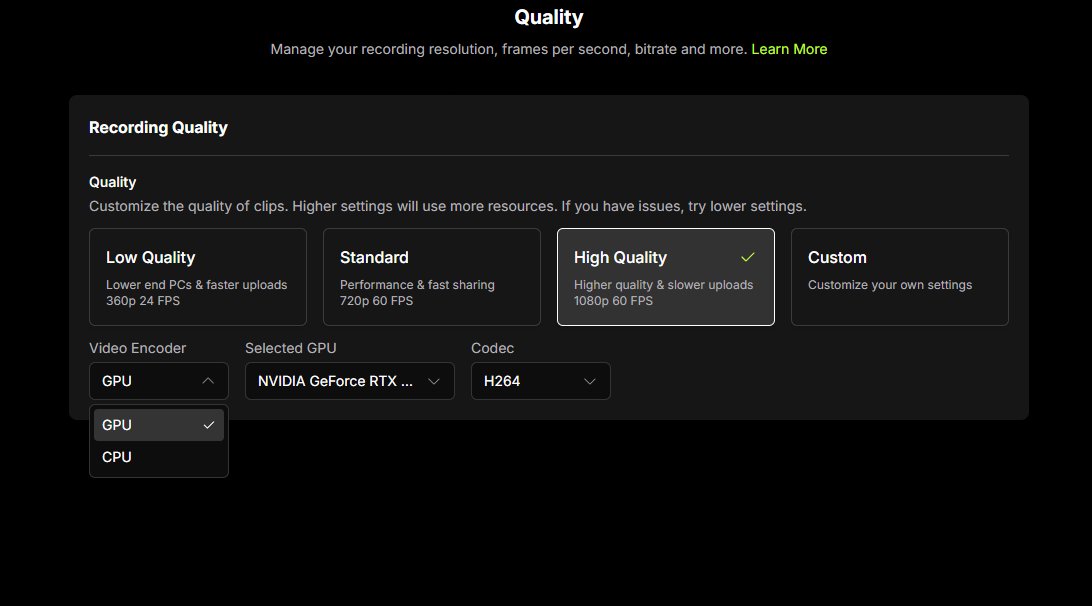 Quality
Manage your recording resolution, frames per second, bitrate and more. Learn More
Recording Quality
Quality
Customize the quality of clips. Higher settings will use more resources. If you have issues, try lower settings.
Low Quality
Lower end PCs & faster uploads
360p 24 FPS
Standard
Performance & fast sharing
720p 60 FPS
High Quality
Higher quality & slower uploads
1080p 60 FPS
Custom
Customize your own settings
Video Encoder
GPU
Selected GPU
NVIDIA GeForce RTX ...
Codec
H264
GPU
CPU